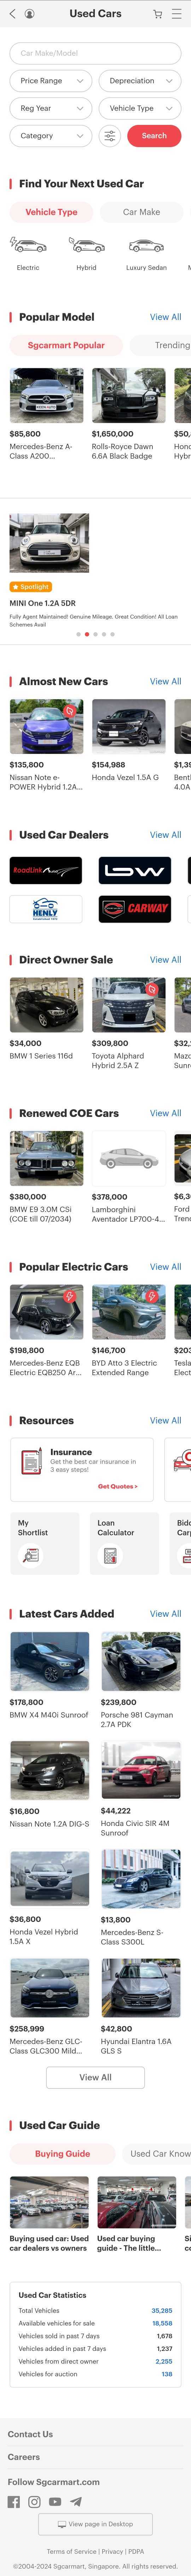 Used Cars
Car Make/Model
Price Range
Depreciation
Reg Year
Vehicle Type
Category
Search
Find Your Next Used Car
Vehicle Type
Car Make
Electric
Hybrid
Luxury Sedan
Popular Model
View All
Sgcarmart Popular
Trending
$85,800
$1,650,000
$50,
Mercedes-Benz A-
Class A200...
Rolls-Royce Dawn
6.6A Black Badge
Hond
Hybr
Spotlight
MINI One 1.2A 5DR
Fully Agent Maintained! Genuine Mileage. Great Condition! All Loan
Schemes Avail
Almost New Cars
View All
$135,800
$154,988
$1,39
Nissan Note e-
POWER Hybrid 1.2A...
Honda Vezel 1.5A G
Bentl
4.0A
Used Car Dealers
View All
RoadLink Auto
HENLY
CARWAY
Direct Owner Sale
View All
$34,000
$309,800
$32,
BMW 1 Series 116d
Toyota Alphard
Hybrid 2.5A Z
Mazd
Sunro
Renewed COE Cars
View All
$380,000
$378,000
$6,3
BMW E9 3.0M CSi
(COE till 07/2034)
Lamborghini
Aventador LP700-4...
Ford
Trend
Popular Electric Cars
View All
$198,800
$146,700
$203
Mercedes-Benz EQB
Electric EQB250 Ar...
BYD Atto 3 Electric
Extended Range
Tesla
Elect
Resources
View All
Insurance
Get the best car insurance in
3 easy steps!
Get Quotes >
My
Shortlist
Loan
Calculator
Bidd
Carp
Latest Cars Added
View All
$178,800
$239,800
BMW X4 M40i Sunroof
Porsche 981 Cayman
2.7A PDK
$16,800
$44,222
Nissan Note 1.2A DIG-S
Honda Civic SIR 4M
Sunroof
$36,800
$13,800
Honda Vezel Hybrid
1.5A X
Mercedes-Benz S-
Class S300L
$258,999
$42,800
Mercedes-Benz GLC-
Class GLC300 Mild...
Hyundai Elantra 1.6A
GLS S
View All
Used Car Guide
Buying Guide
Used Car Know
Buying used car: Used
car dealers vs owners
Used car buying
guide - The little...
Si
co
Used Car Statistics
Total Vehicles 35,285
Available vehicles for sale 18,558
Vehicles sold in past 7 days 1,678
Vehicles added in past 7 days 1,237
Vehicles from direct owner 2,255
Vehicles for auction 138
Contact Us
Careers
Follow Sgcarmart.com
View page in Desktop
Terms of Service | Privacy | PDPA
©2004-2024 Sgcarmart, Singapore. All rights reserved.